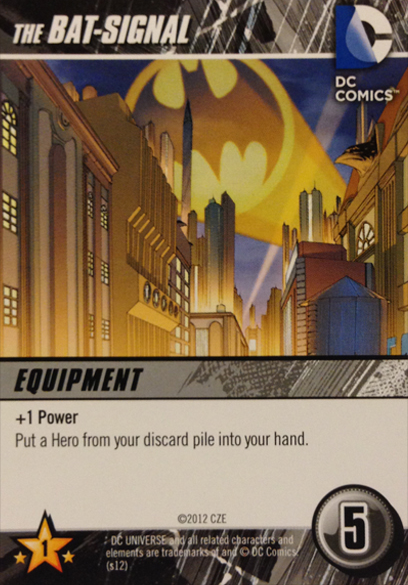 THE BAT-SIGNAL
DC
COMICS™
EQUIPMENT
+1 Power
Put a Hero from your discard pile into your hand.
©2012 CZE
1
DC UNIVERSE and all related characters and
elements are trademarks of and © DC Comics.
(s12)
5